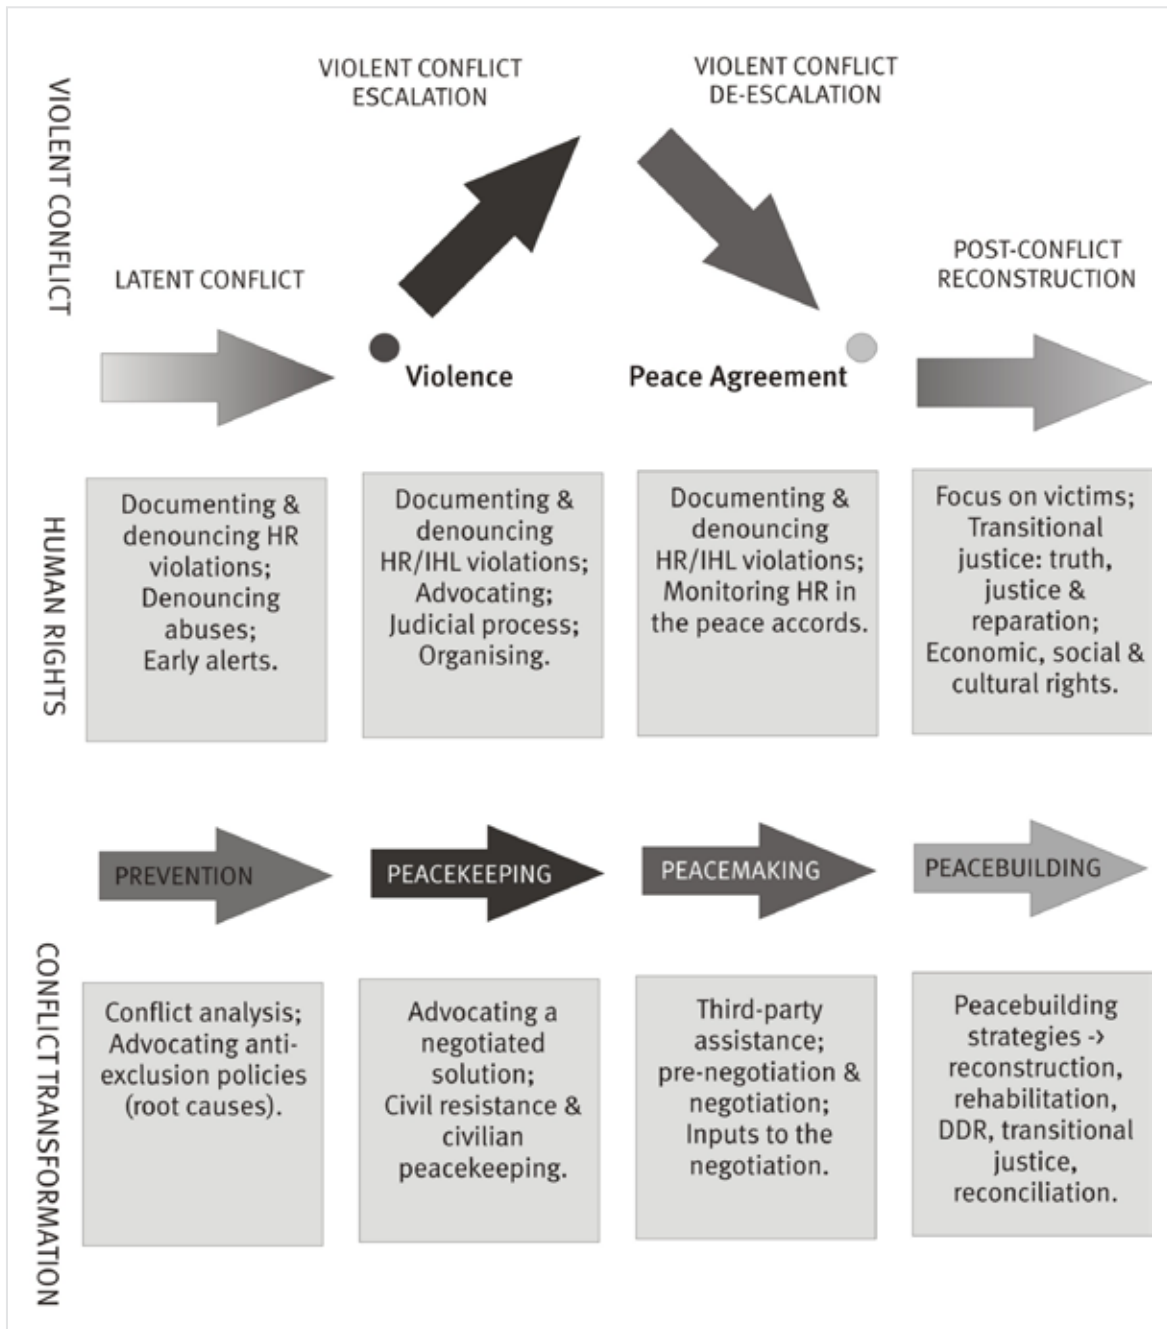 VIOLENT CONFLICT
VIOLENT CONFLICT
ESCALATION
VIOLENT CONFLICT
DE-ESCALATION
LATENT CONFLICT
POST-CONFLICT
RECONSTRUCTION
Violence
Peace Agreement
HUMAN RIGHTS
Documenting &
denouncing HR
violations;
Denouncing
abuses;
Early alerts.
Documenting &
denouncing
HR/IHL violations;
Advocating;
Judicial process;
Organising.
Documenting &
denouncing
HR/IHL violations;
Monitoring HR in
the peace accords.
Focus on victims;
Transitional
justice: truth,
justice &
reparation;
Economic, social &
cultural rights.
PREVENTION
PEACEKEEPING
PEACEMAKING
PEACEBUILDING
CONFLICT TRANSFORMATION
Conflict analysis;
Advocating anti-
exclusion policies
(root causes).
Advocating a
negotiated
solution;
Civil resistance &
civilian
peacekeeping.
Third-party
assistance;
pre-negotiation &
negotiation;
Inputs to the
negotiation.
Peacebuilding
strategies ->
reconstruction,
rehabilitation,
DDR, transitional
justice,
reconciliation.